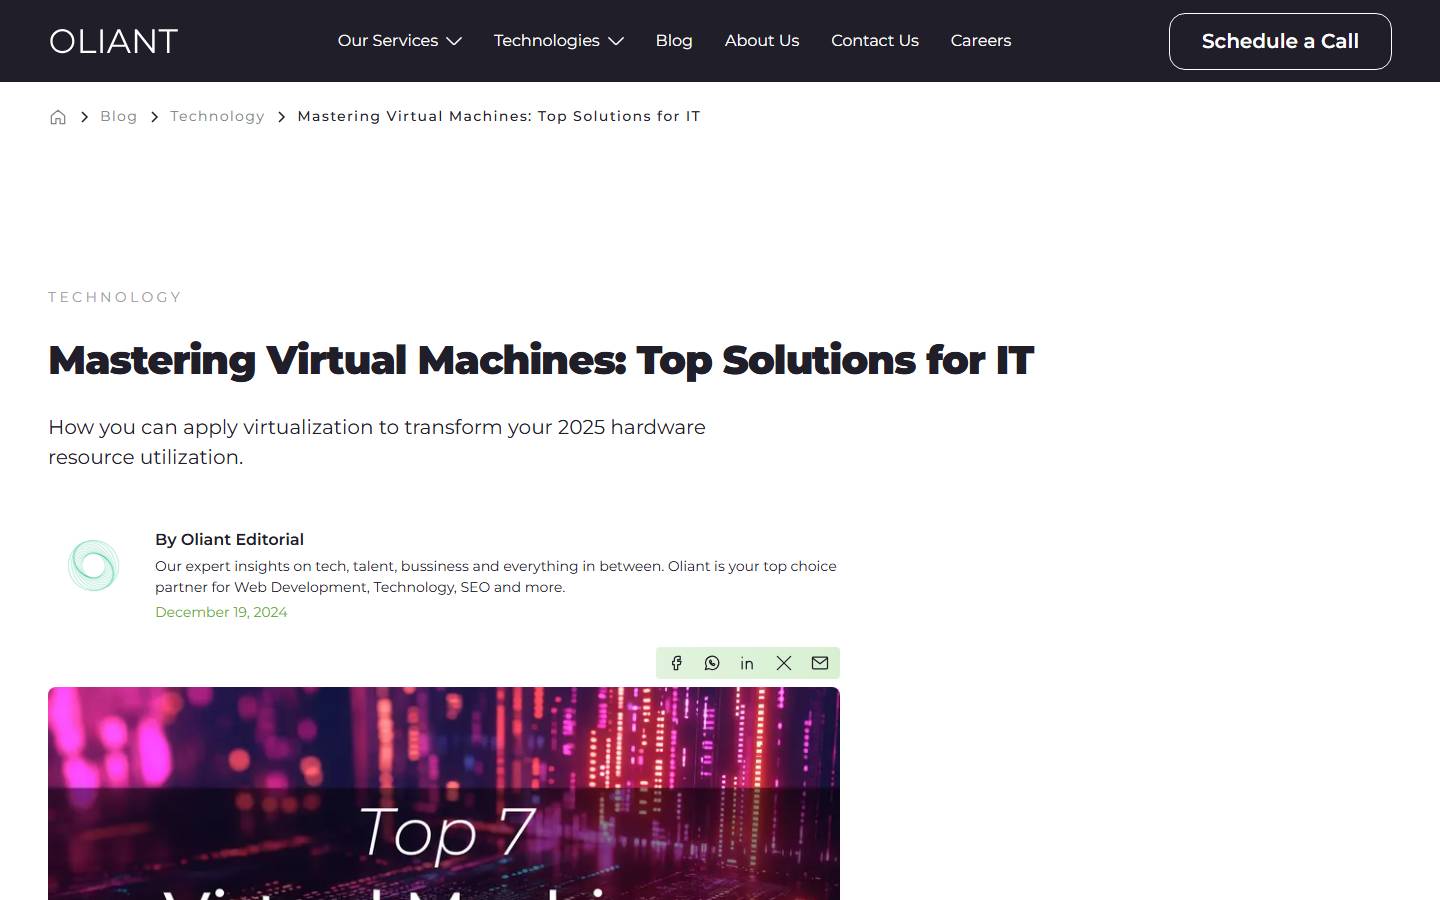 OLIANT
Our Services
Technologies
Blog
About Us
Contact Us
Careers
Schedule a Call
Blog
Technology
Mastering Virtual Machines: Top Solutions for IT
TECHNOLOGY
Mastering Virtual Machines: Top Solutions for IT
How you can apply virtualization to transform your 2025 hardware
resource utilization.
By Oliant Editorial
Our expert insights on tech, talent, bussiness and everything in between. Oliant is your top choice
partner for Web Development, Technology, SEO and more.
December 19, 2024
Top 7